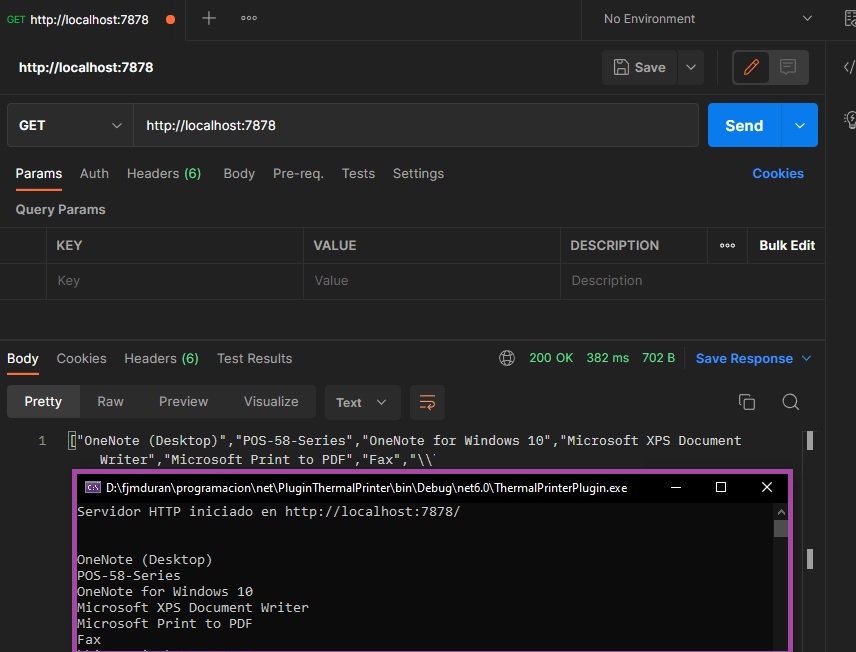 GET http://localhost:7878
No Environment
http://localhost:7878
Save
GET http://localhost:7878 Send
Params Auth Headers (6) Body Pre-req. Tests Settings Cookies
Query Params
KEY VALUE DESCRIPTION Bulk Edit
Key Value Description
Body Cookies Headers (6) Test Results 200 OK 382 ms 702 B Save Response
Pretty Raw Preview Visualize Text
1 ["OneNote (Desktop)","POS-58-Series","OneNote for Windows 10","Microsoft XPS Document
Writer","Microsoft Print to PDF","Fax","\\
D:\fjmduran\programacion\net\PluginThermalPrinter\bin\Debug\net6.0\ThermalPrinterPlugin.exe
Servidor HTTP iniciado en http://localhost:7878/
OneNote (Desktop)
POS-58-Series
OneNote for Windows 10
Microsoft XPS Document Writer
Microsoft Print to PDF
Fax